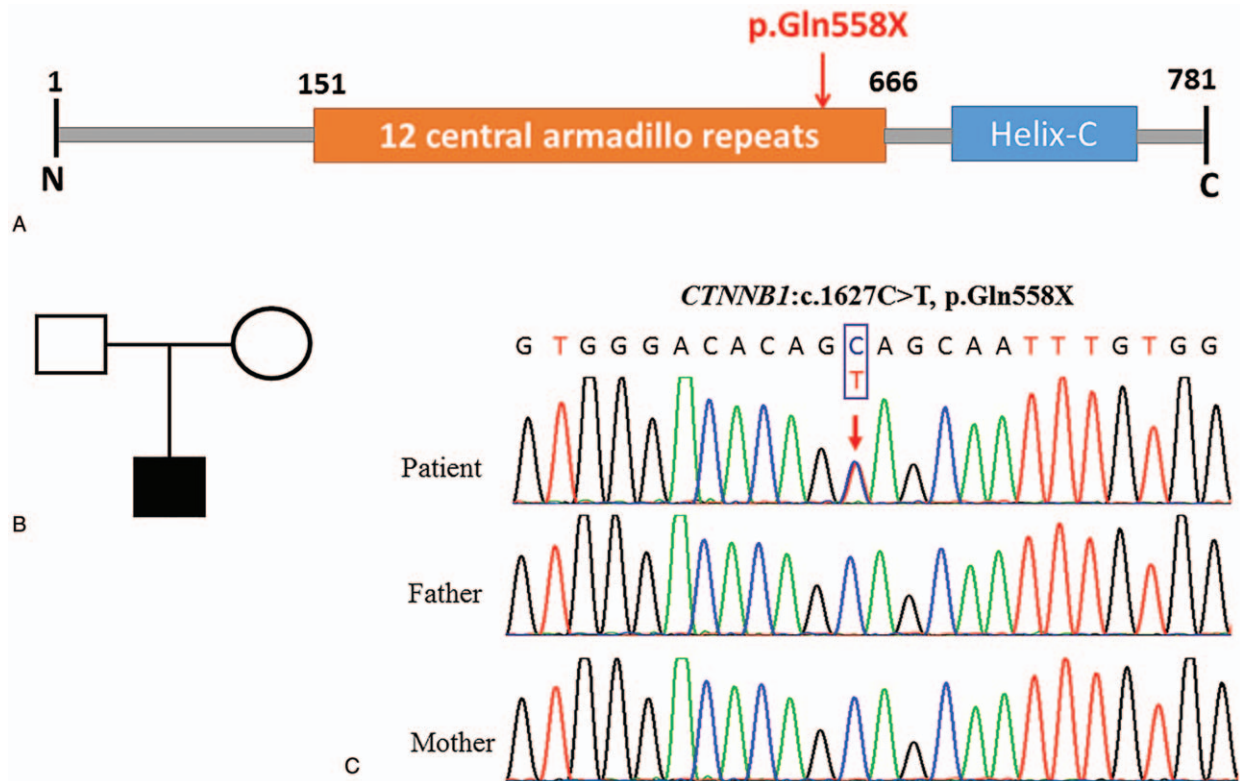 p.Gln558X
1 151 666 781
12 central armadillo repeats Helix-C
N C
A
B
CTNNB1:c.1627C>T, p.Gln558X
G T G G G A C A C A G C A G C A A T T T G T G G
T
Patient
Father
Mother
C